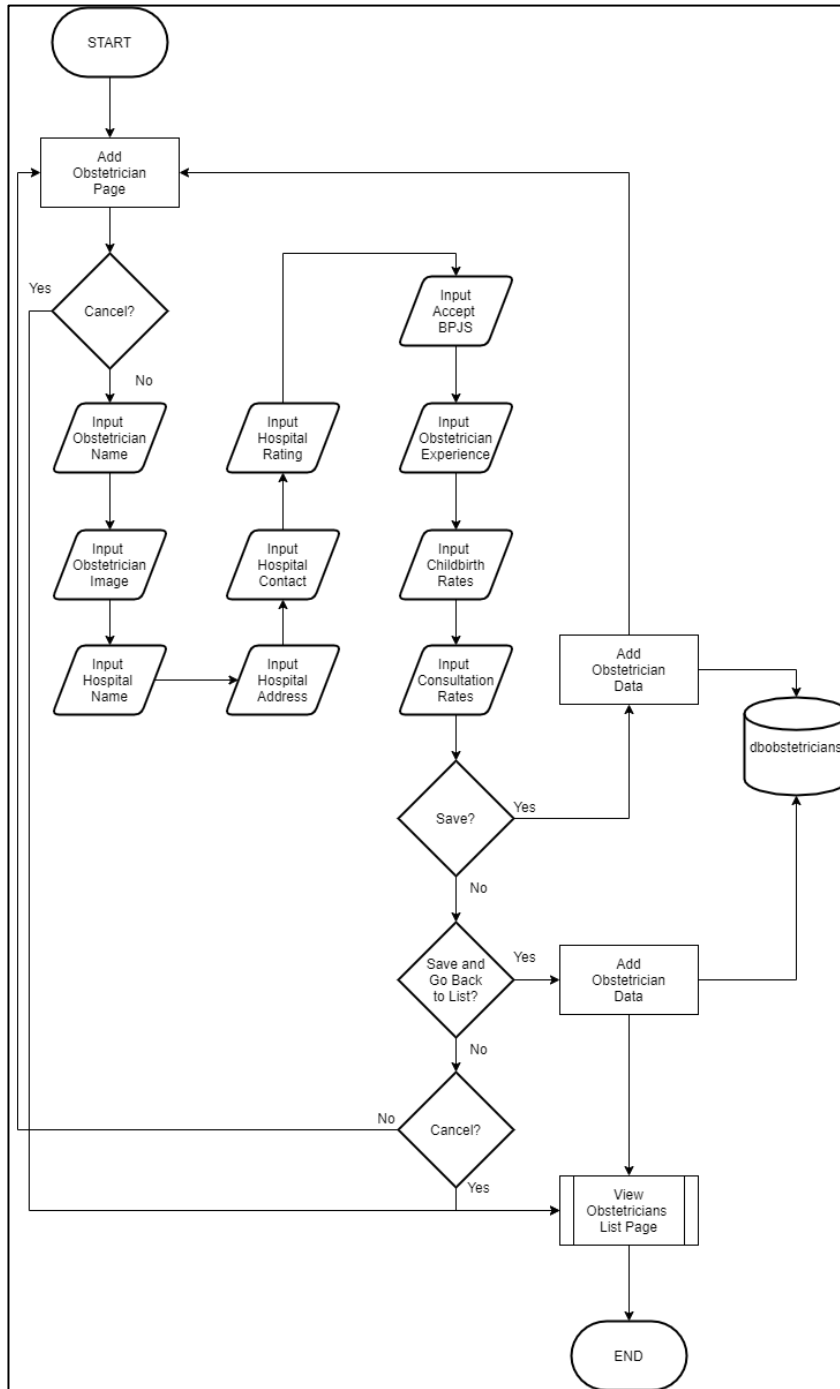 START
Add
Obstetrician
Page
Yes
Cancel?
No
Input
Obstetrician
Name
Input
Obstetrician
Image
Input
Hospital
Name
Input
Hospital
Address
Input
Hospital
Contact
Input
Hospital
Rating
Input
Accept
BPJS
Input
Obstetrician
Experience
Input
Childbirth
Rates
Input
Consultation
Rates
Save?
Yes
Add
Obstetrician
Data
dbobstetricians
No
Save and
Go Back
to List?
Yes
Add
Obstetrician
Data
No
Cancel?
No
Yes
View
Obstetricians
List Page
END